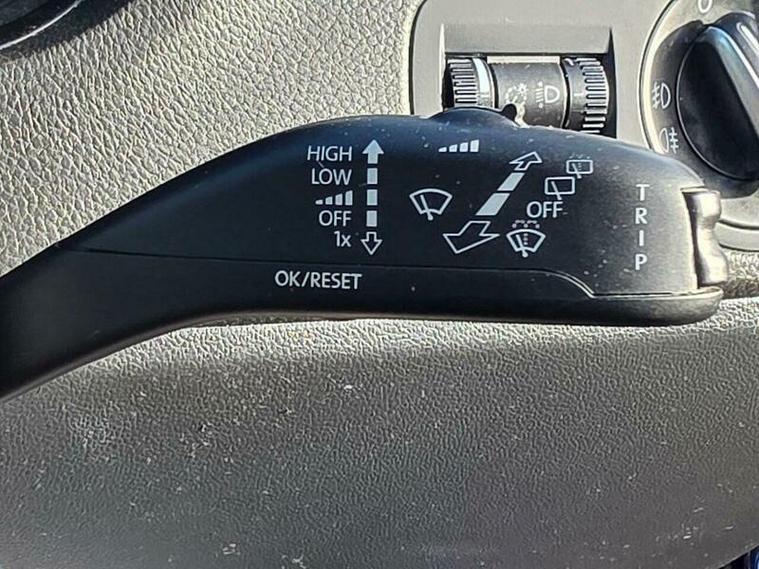 HIGH
LOW
OFF
1x
OFF
TRIP
OK/RESET